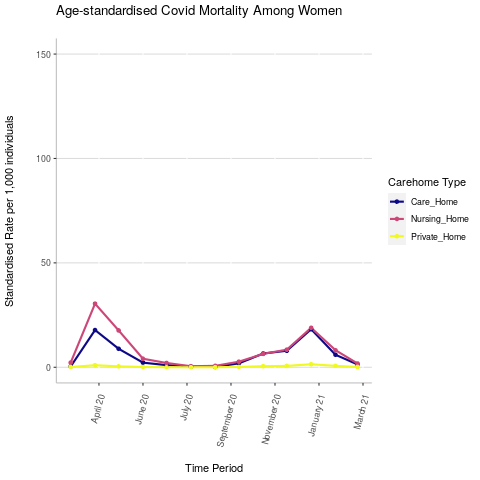 Age-standardised Covid Mortality Among Women
Standardised Rate per 1,000 individuals
150
100
50
0
April 20
June 20
July 20
September 20
November 20
January 21
March 21
Time Period
Carehome Type
Care_Home
Nursing_Home
Private_Home